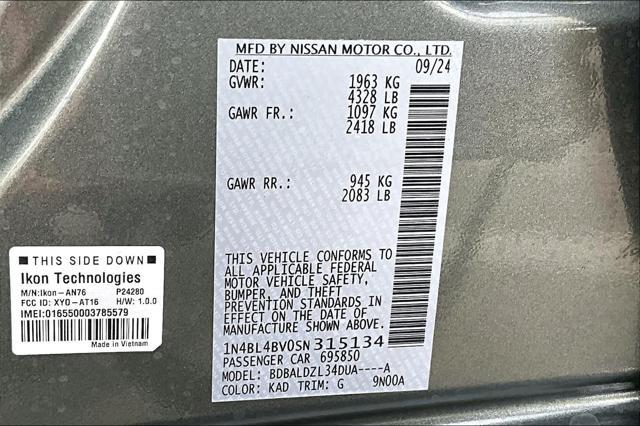 MFD BY NISSAN MOTOR CO., LTD.
DATE: 09/24
GVWR: 1963 KG
4328 LB
GAWR FR.: 1097 KG
2418 LB
GAWR RR.: 945 KG
2083 LB
THIS VEHICLE CONFORMS TO
ALL APPLICABLE FEDERAL
MOTOR VEHICLE SAFETY,
BUMPER, AND THEFT
PREVENTION STANDARDS IN
EFFECT ON THE DATE OF
MANUFACTURE SHOWN ABOVE.
1N4BL4BV0SN315134
PASSENGER CAR 695850
MODEL: BDBALDZL34DUA----A
COLOR: KAD TRIM: G 9N00A
THIS SIDE DOWN
Ikon Technologies
M/N:Ikon-AN76 P24280
FCC ID: XYO-AT16 H/W: 1.0.0
IMEI:016550003785579
Made in Vietnam